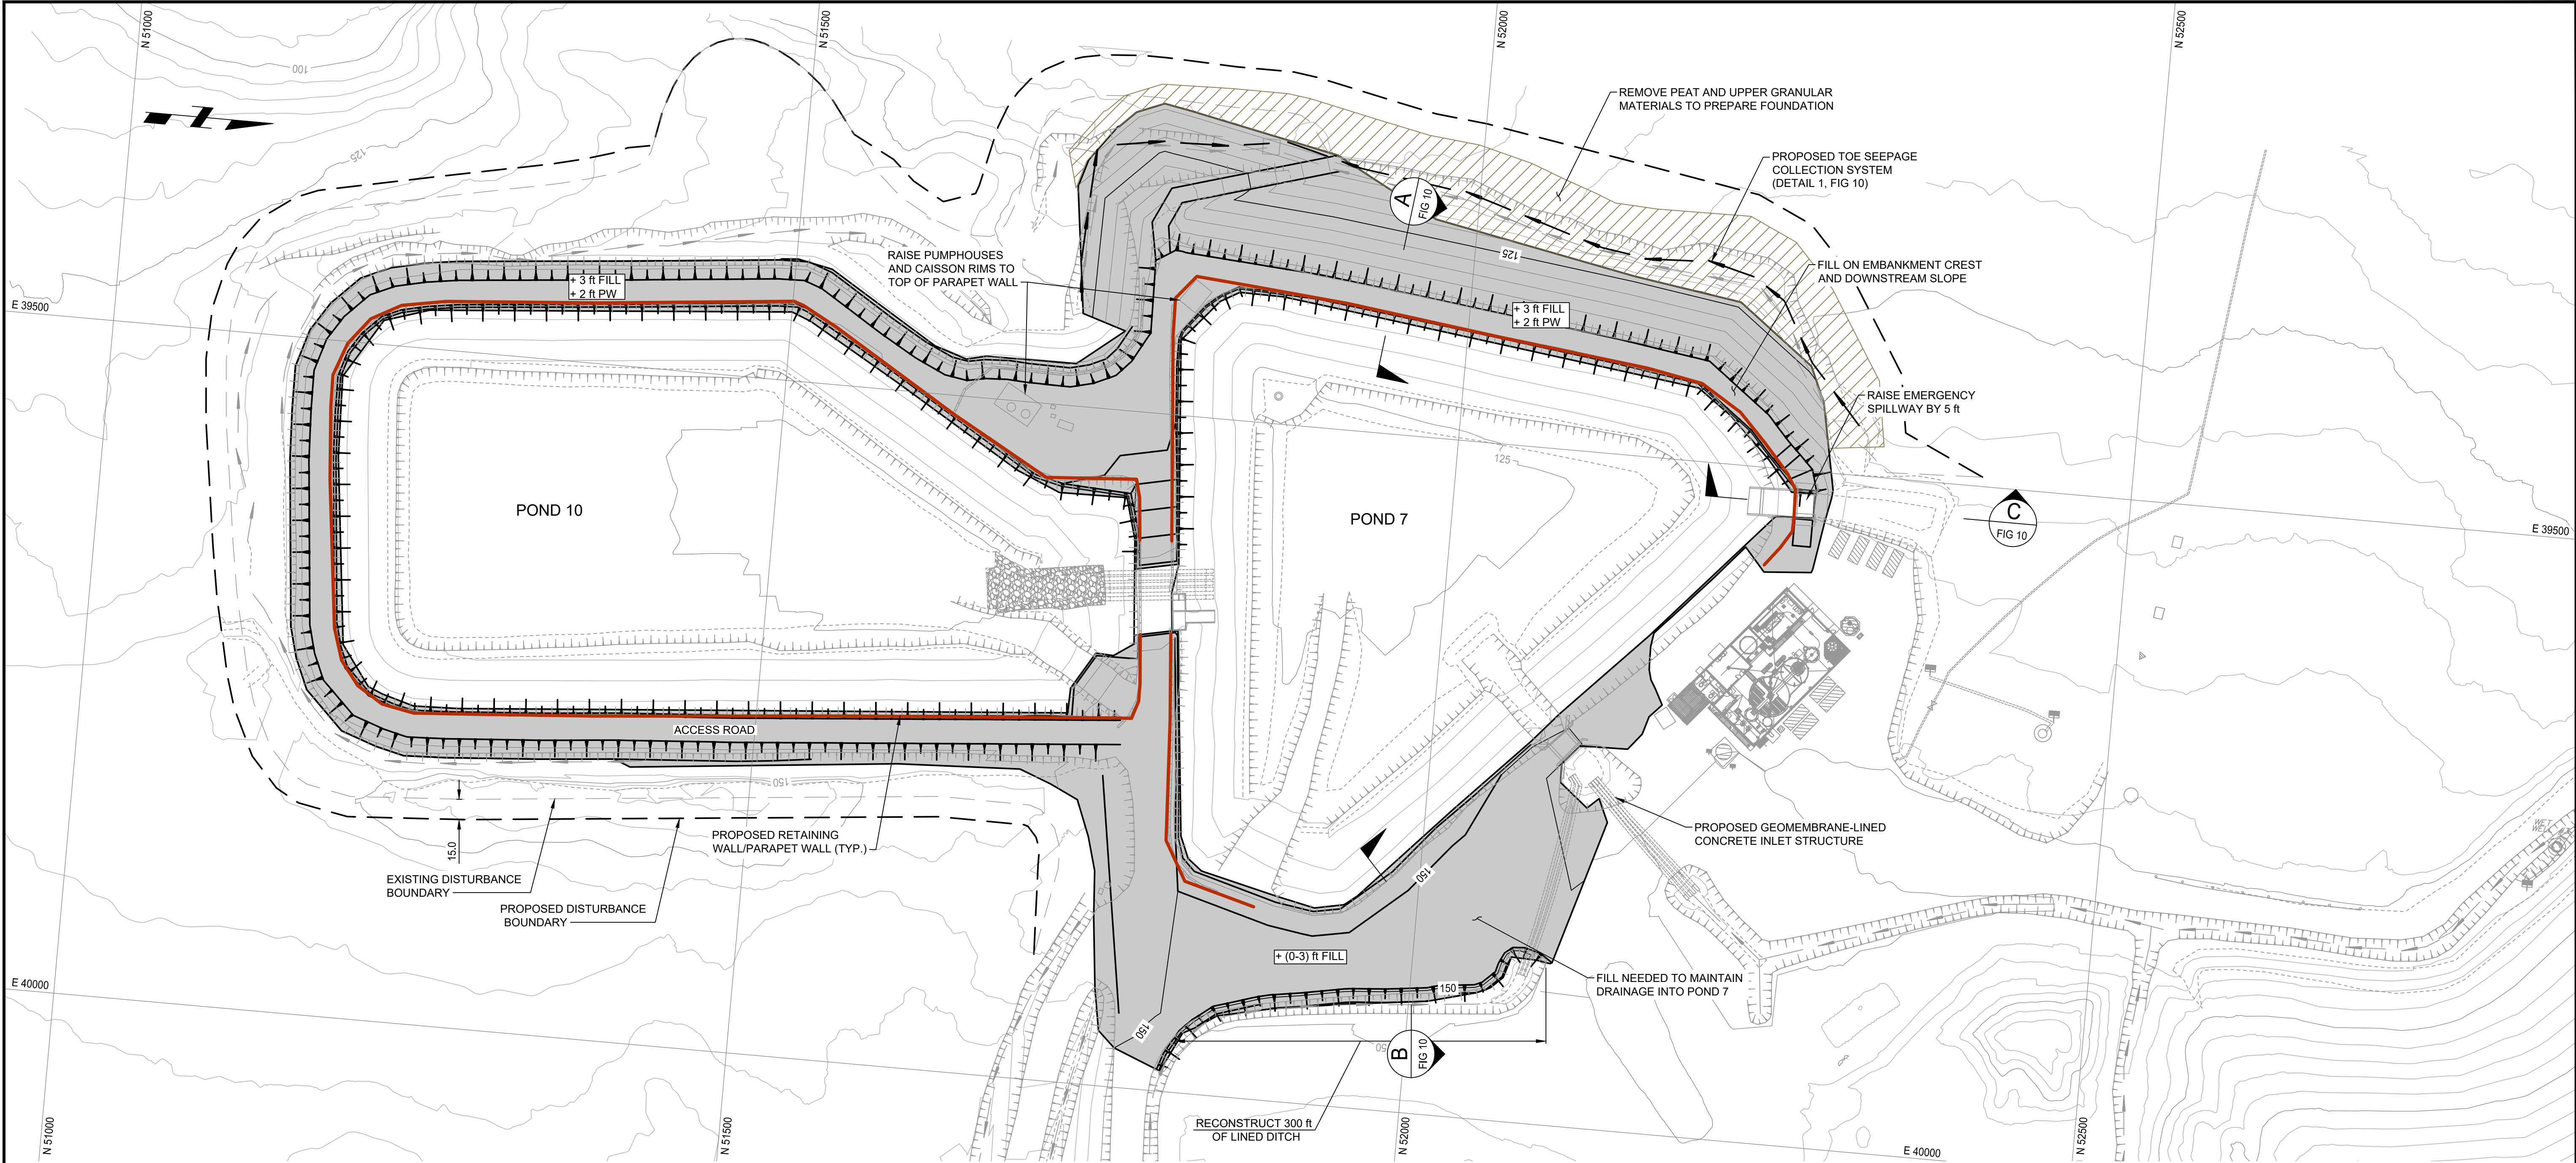 N 51000
N 51500
N 52000
N 52500
100
REMOVE PEAT AND UPPER GRANULAR
MATERIALS TO PREPARE FOUNDATION
125
PROPOSED TOE SEEPAGE
COLLECTION SYSTEM
(DETAIL 1, FIG 10)
A
FIG 10
RAISE PUMPHOUSES
AND CAISSON RIMS TO
TOP OF PARAPET WALL
125
FILL ON EMBANKMENT CREST
AND DOWNSTREAM SLOPE
+ 3 ft FILL
+ 2 ft PW
E 39500
+ 3 ft FILL
+ 2 ft PW
RAISE EMERGENCY
SPILLWAY BY 5 ft
125
POND 10
POND 7
C
FIG 10
E 39500
ACCESS ROAD
150
PROPOSED RETAINING
WALL/PARAPET WALL (TYP.)
15.0
PROPOSED GEOMEMBRANE-LINED
CONCRETE INLET STRUCTURE
WET
WELL
EXISTING DISTURBANCE
BOUNDARY
150
PROPOSED DISTURBANCE
BOUNDARY
+ (0-3) ft FILL
FILL NEEDED TO MAINTAIN
DRAINAGE INTO POND 7
E 40000
150
150
B
FIG 10
RECONSTRUCT 300 ft
OF LINED DITCH
N 51000
N 51500
N 52000
N 52500
E 40000